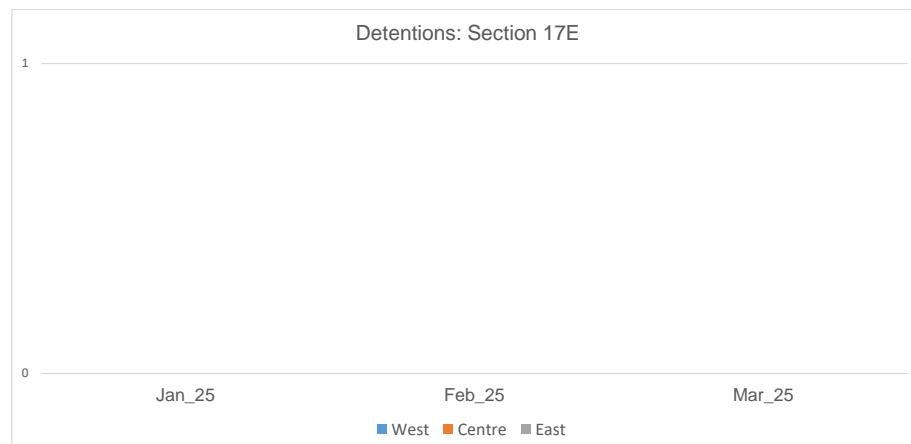 Detentions: Section 17E
1
0
Jan_25 Feb_25 Mar_25
West Centre East